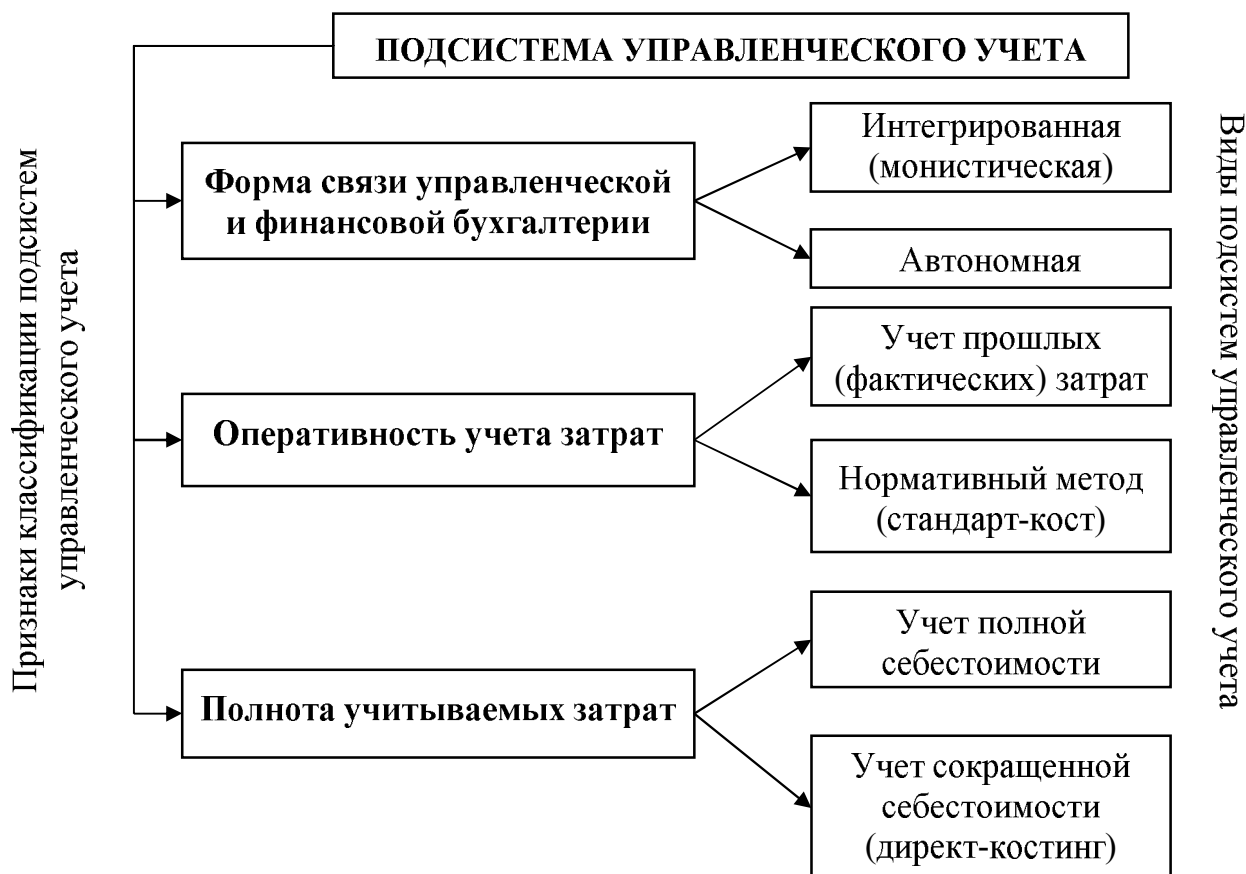 ПОДСИСТЕМА УПРАВЛЕНЧЕСКОГО УЧЕТА
Признаки классификации подсистем
управленческого учета
Форма связи управленческой
и финансовой бухгалтерии
Интегрированная
(монистическая)
Автономная
Оперативность учета затрат
Учет прошлых
(фактических) затрат
Нормативный метод
(стандарт-кост)
Полнота учитываемых затрат
Учет полной
себестоимости
Учет сокращенной
себестоимости
(директ-костинг)
Виды подсистем управленческого учета